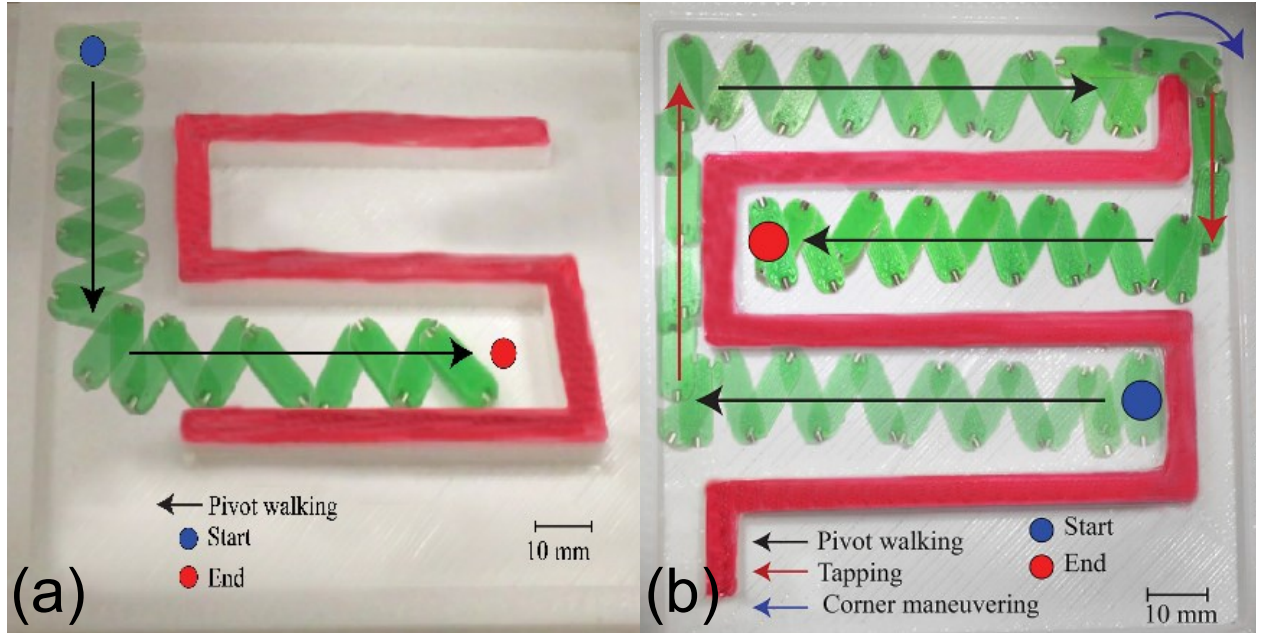 Pivot walking
Start
End
10 mm
(a)
Pivot walking
Tapping
Corner maneuvering
Start
End
10 mm
(b)